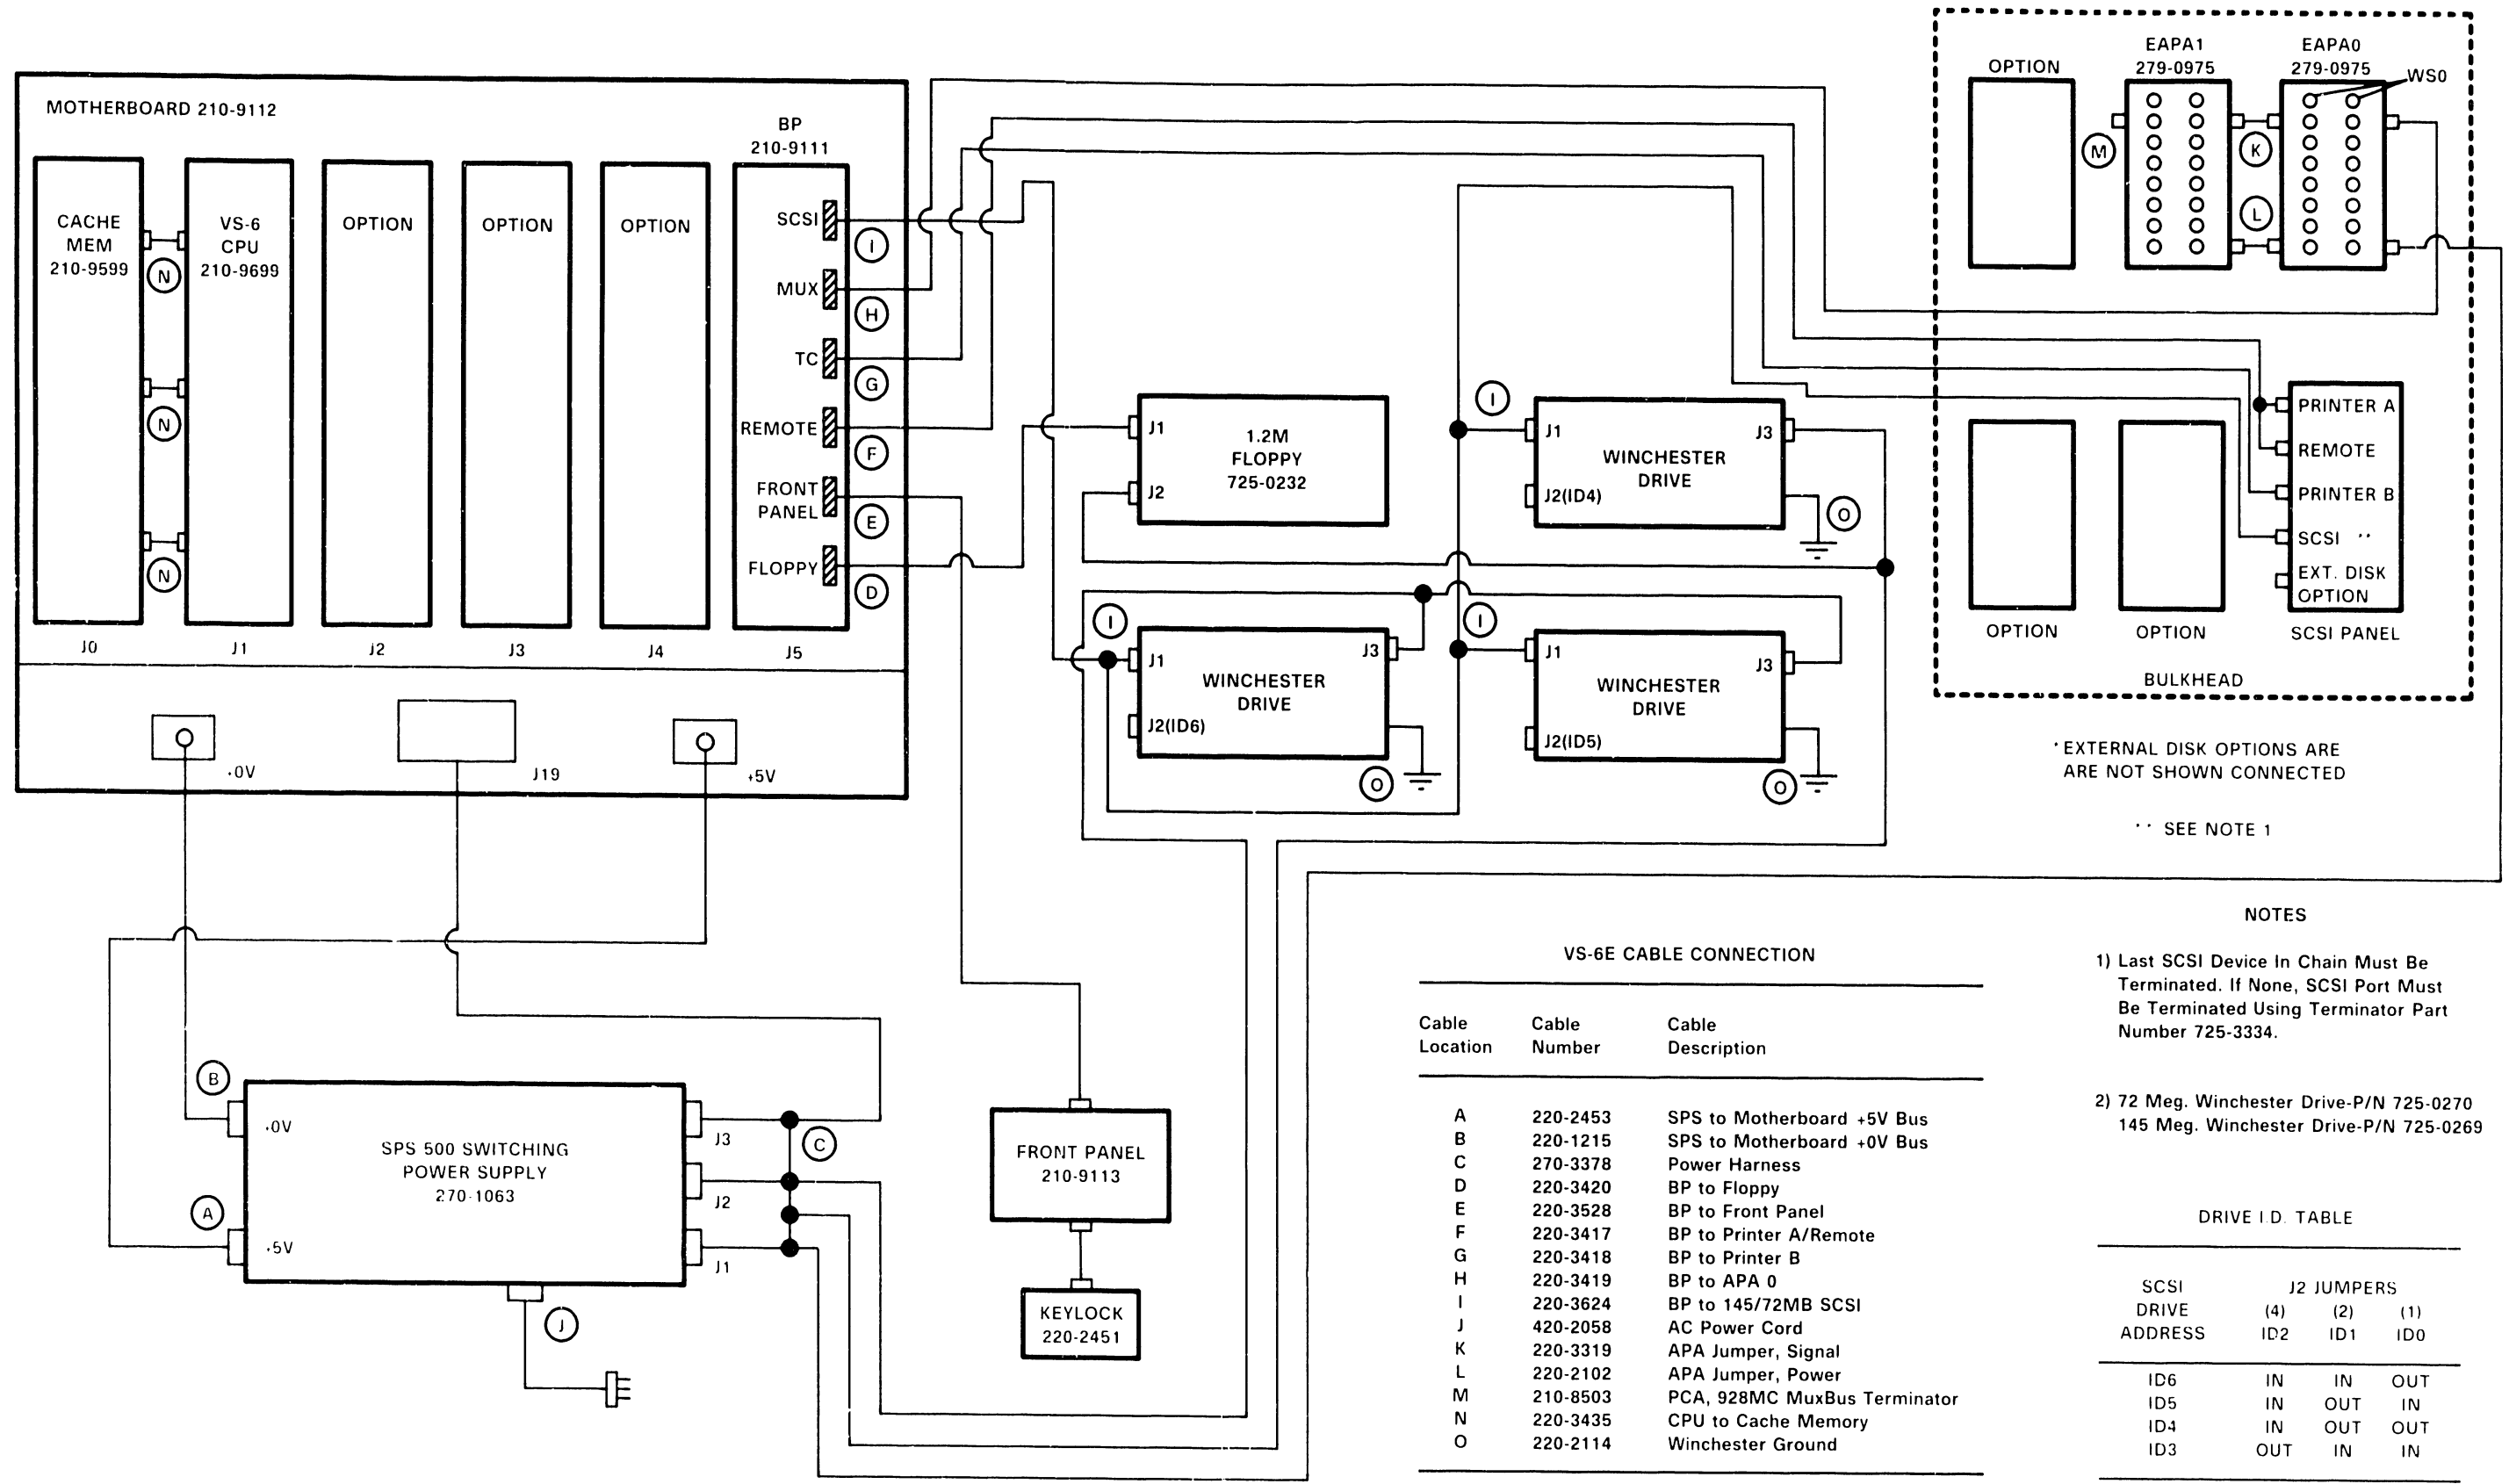 MOTHERBOARD 210-9112
CACHE
MEM
210-9599
N
N
N
J0
VS-6
CPU
210-9699
J1
OPTION
J2
OPTION
J3
OPTION
J4
BP
210-9111
SCSI
I
MUX
H
TC
G
REMOTE
F
FRONT
PANEL
E
FLOPPY
D
J5
+0V
J19
+5V
J1
1.2M
FLOPPY
725-0232
J2
I
J1
J3
WINCHESTER
DRIVE
J2(ID4)
O
I
J1
J3
WINCHESTER
DRIVE
J2(ID6)
O
I
J1
J3
WINCHESTER
DRIVE
J2(ID5)
O
OPTION
EAPA1
279-0975
EAPA0
279-0975
WS0
M
K
L
OPTION
OPTION
PRINTER A
REMOTE
PRINTER B
SCSI **
EXT. DISK
OPTION
SCSI PANEL
BULKHEAD
*EXTERNAL DISK OPTIONS ARE
ARE NOT SHOWN CONNECTED
** SEE NOTE 1
B
+0V
SPS 500 SWITCHING
POWER SUPPLY
270-1063
A
+5V
J3
C
J2
J1
J
FRONT PANEL
210-9113
KEYLOCK
220-2451
VS-6E CABLE CONNECTION
Cable Cable Cable
Location Number Description
A 220-2453 SPS to Motherboard +5V Bus
B 220-1215 SPS to Motherboard +0V Bus
C 270-3378 Power Harness
D 220-3420 BP to Floppy
E 220-3528 BP to Front Panel
F 220-3417 BP to Printer A/Remote
G 220-3418 BP to Printer B
H 220-3419 BP to APA 0
I 220-3624 BP to 145/72MB SCSI
J 420-2058 AC Power Cord
K 220-3319 APA Jumper, Signal
L 220-2102 APA Jumper, Power
M 210-8503 PCA, 928MC MuxBus Terminator
N 220-3435 CPU to Cache Memory
O 220-2114 Winchester Ground
NOTES
1) Last SCSI Device In Chain Must Be
Terminated. If None, SCSI Port Must
Be Terminated Using Terminator Part
Number 725-3334.
2) 72 Meg. Winchester Drive-P/N 725-0270
145 Meg. Winchester Drive-P/N 725-0269
DRIVE I.D. TABLE
SCSI J2 JUMPERS
DRIVE (4) (2) (1)
ADDRESS ID2 ID1 ID0
ID6 IN IN OUT
ID5 IN OUT IN
ID4 IN OUT OUT
ID3 OUT IN IN